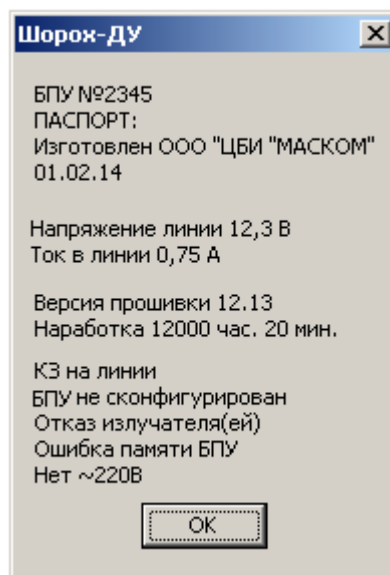 Шорох-ДУ
БПУ №2345
ПАСПОРТ:
Изготовлен ООО "ЦБИ "МАСКОМ"
01.02.14
Напряжение линии 12,3 В
Ток в линии 0,75 А
Версия прошивки 12.13
Наработка 12000 час. 20 мин.
КЗ на линии
БПУ не сконфигурирован
Отказ излучателя(ей)
Ошибка памяти БПУ
Нет ~220В
OK